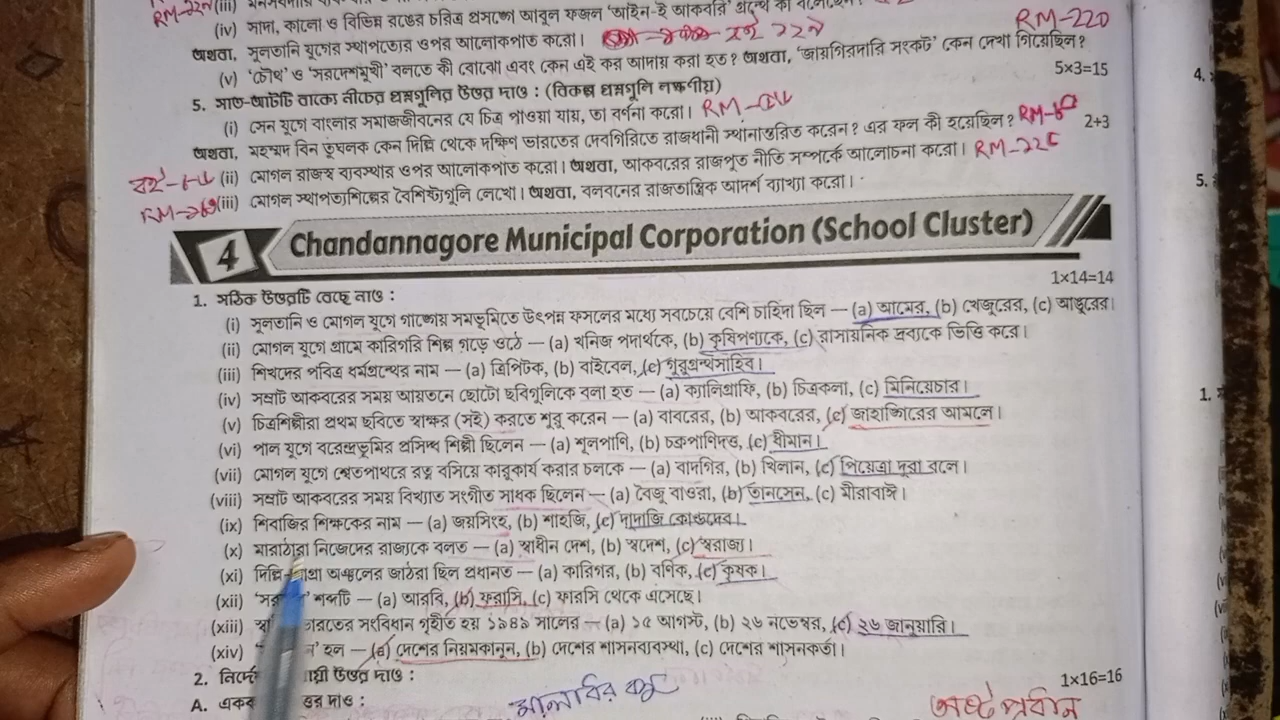 RM-২২৭(iii)
(iv) সাদা, কালো ও বিভিন্ন রঙের চরিত্র প্রসঙ্গে আবুল ফজল 'আইন-ই আকবরি' গ্রন্থে কী বলেছেন?
অথবা, সুলতানি যুগের স্থাপত্যের ওপর আলোকপাত করো। RM-220
(v) 'চৌথ' ও 'সরদেশমুখী' বলতে কী বোঝো এবং কেন এই কর আদায় করা হত? অথবা, 'জায়গিরদারি সংকট' কেন দেখা গিয়েছিল?
5. সাত-আটটি বাক্যে নীচের প্রশ্নগুলির উত্তর দাও : (বিকল্প প্রশ্নগুলি লক্ষণীয়) 5×3=15
(i) সেন যুগে বাংলার সমাজজীবনের যে চিত্র পাওয়া যায়, তা বর্ণনা করো। RM
অথবা, মহম্মদ বিন তুঘলক কেন দিল্লি থেকে দক্ষিণ ভারতের দেবগিরিতে রাজধানী স্থানান্তরিত করেন? এর ফল কী হয়েছিল? RM 2+3
(ii) মোগল রাজস্ব ব্যবস্থার ওপর আলোকপাত করো। অথবা, আকবরের রাজপুত নীতি সম্পর্কে আলোচনা করো। RM
RM (iii) মোগল স্থাপত্যশিল্পের বৈশিষ্ট্যগুলি লেখো। অথবা, বলবনের রাজতান্ত্রিক আদর্শ ব্যাখ্যা করো।
4 Chandannagore Municipal Corporation (School Cluster)
1. সঠিক উত্তরটি বেছে নাও : 1×14=14
(i) সুলতানি ও মোগল যুগে গাঙ্গেয় সমভূমিতে উৎপন্ন ফসলের মধ্যে সবচেয়ে বেশি চাহিদা ছিল — (a) আমের, (b) খেজুরের, (c) আঙুরের।
(ii) মোগল যুগে গ্রামে কারিগরি শিল্প গড়ে ওঠে — (a) খনিজ পদার্থকে, (b) কৃষিপণ্যকে, (c) রাসায়নিক দ্রব্যকে ভিত্তি করে।
(iii) শিখদের পবিত্র ধর্মগ্রন্থের নাম — (a) ত্রিপিটক, (b) বাইবেল, (c) গুরুগ্রন্থসাহিব।
(iv) সম্রাট আকবরের সময় আয়তনে ছোটো ছবিগুলিকে বলা হত — (a) ক্যালিগ্রাফি, (b) চিত্রকলা, (c) মিনিয়েচার।
(v) চিত্রশিল্পীরা প্রথম ছবিতে স্বাক্ষর (সই) করতে শুরু করেন — (a) বাবরের, (b) আকবরের, (c) জাহাঙ্গিরের আমলে।
(vi) পাল যুগে বরেন্দ্রভূমির প্রসিদ্ধ শিল্পী ছিলেন — (a) শূলপাণি, (b) চক্রপাণিদত্ত, (c) ধীমান।
(vii) মোগল যুগে শ্বেতপাথরে রত্ন বসিয়ে কারুকার্য করার চলকে — (a) বাদগির, (b) খিলান, (c) পিয়েত্রা দুরা বলে।
(viii) সম্রাট আকবরের সময় বিখ্যাত সংগীত সাধক ছিলেন — (a) বৈজু বাওরা, (b) তানসেন, (c) মীরাবাঈ।
(ix) শিবাজির শিক্ষকের নাম — (a) জয়সিংহ, (b) শাহজি, (c) দাদাজি কোণ্ডদেব।
(x) মারাঠারা নিজেদের রাজ্যকে বলত — (a) স্বাধীন দেশ, (b) স্বদেশ, (c) স্বরাজ্য।
(xi) দিল্লি- অঞ্চলের জাঠরা ছিল প্রধানত — (a) কারিগর, (b) বণিক, (c) কৃষক।
(xii) শব্দটি — (a) আরবি, (b) ফরাসি, (c) ফারসি থেকে এসেছে।
(xiii) সংবিধান গৃহীত হয় ১৯৪৯ সালের — (a) ১৫ আগস্ট, (b) ২৬ নভেম্বর, (c) ২৬ জানুয়ারি।
(xiv) হল — (a) দেশের নিয়মকানুন, (b) দেশের শাসনব্যবস্থা, (c) দেশের শাসনকর্তা।
2. উত্তর দাও : 1×16=16
A. দাও :